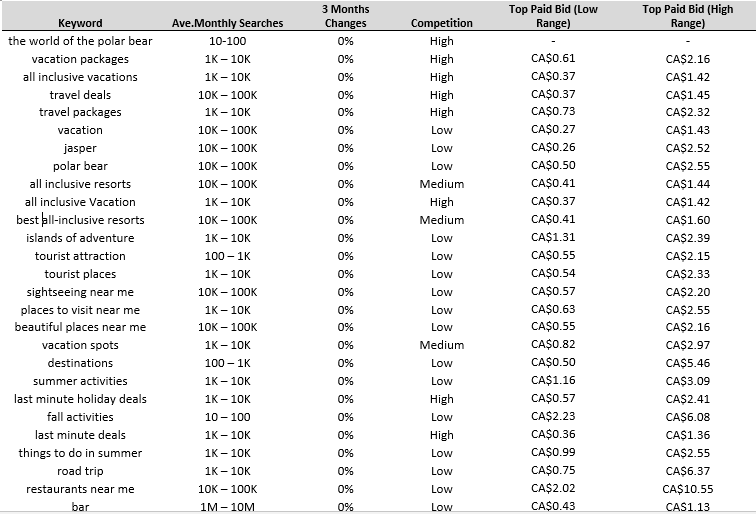 Keyword Ave.Monthly Searches 3 Months Changes Competition Top Paid Bid (Low Range) Top Paid Bid (High Range)
the world of the polar bear 10-100 0% High - -
vacation packages 1K – 10K 0% High CA$0.61 CA$2.16
all inclusive vacations 1K – 10K 0% High CA$0.37 CA$1.42
travel deals 10K – 100K 0% High CA$0.37 CA$1.45
travel packages 1K – 10K 0% High CA$0.73 CA$2.32
vacation 10K – 100K 0% Low CA$0.27 CA$1.43
jasper 10K – 100K 0% Low CA$0.26 CA$2.52
polar bear 10K – 100K 0% Low CA$0.50 CA$2.55
all inclusive resorts 10K – 100K 0% Medium CA$0.41 CA$1.44
all inclusive Vacation 1K – 10K 0% High CA$0.37 CA$1.42
best all-inclusive resorts 10K – 100K 0% Medium CA$0.41 CA$1.60
islands of adventure 1K – 10K 0% Low CA$1.31 CA$2.39
tourist attraction 100 – 1K 0% Low CA$0.55 CA$2.15
tourist places 1K – 10K 0% Low CA$0.54 CA$2.33
sightseeing near me 10K – 100K 0% Low CA$0.57 CA$2.20
places to visit near me 1K – 10K 0% Low CA$0.63 CA$2.55
beautiful places near me 10K – 100K 0% Low CA$0.55 CA$2.16
vacation spots 1K – 10K 0% Medium CA$0.82 CA$2.97
destinations 100 – 1K 0% Low CA$0.50 CA$5.46
summer activities 1K – 10K 0% Low CA$1.16 CA$3.09
last minute holiday deals 1K – 10K 0% High CA$0.57 CA$2.41
fall activities 10 – 100 0% Low CA$2.23 CA$6.08
last minute deals 1K – 10K 0% High CA$0.36 CA$1.36
things to do in summer 1K – 10K 0% Low CA$0.99 CA$2.55
road trip 1K – 10K 0% Low CA$0.75 CA$6.37
restaurants near me 10K – 100K 0% Low CA$2.02 CA$10.55
bar 1M – 10M 0% Low CA$0.43 CA$1.13